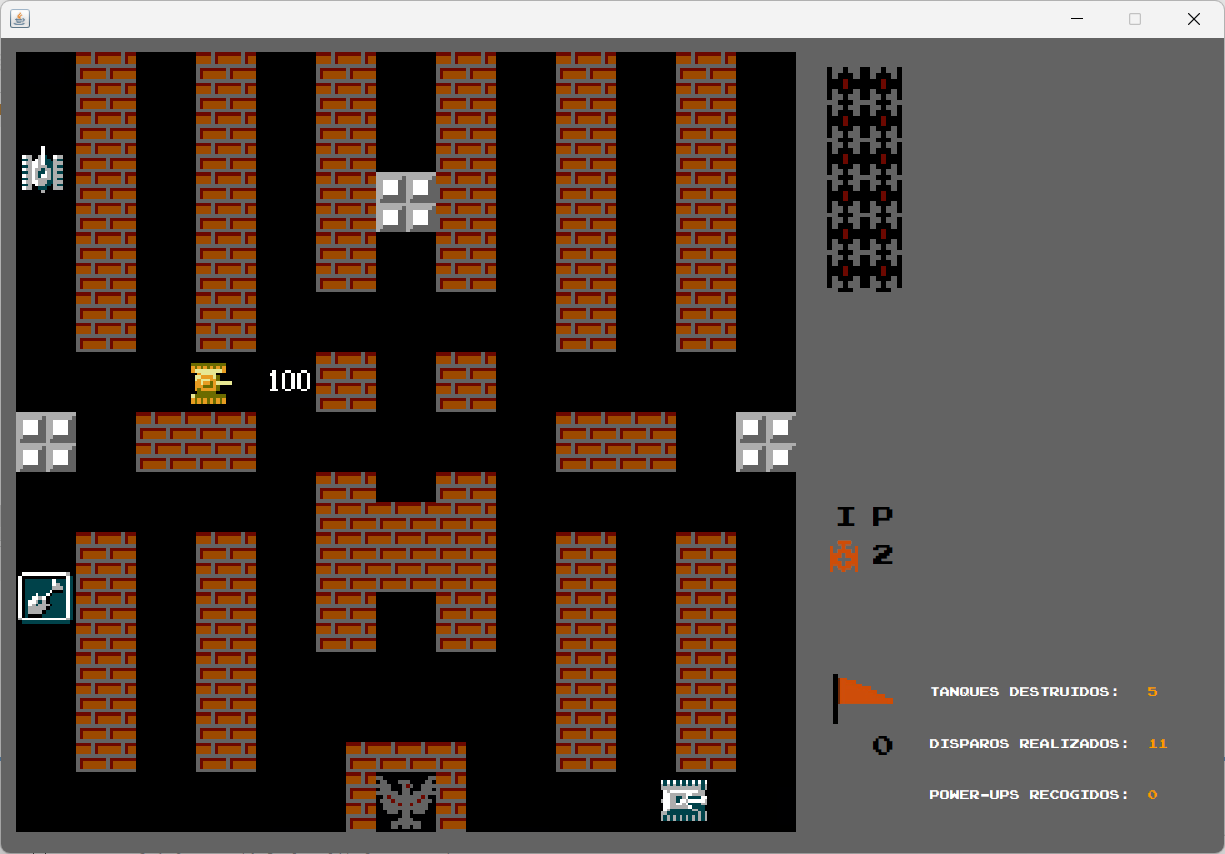 100
I P
2
TANQUES DESTRUIDOS: 5
0
DISPAROS REALIZADOS: 11
POWER-UPS RECOGIDOS: 0